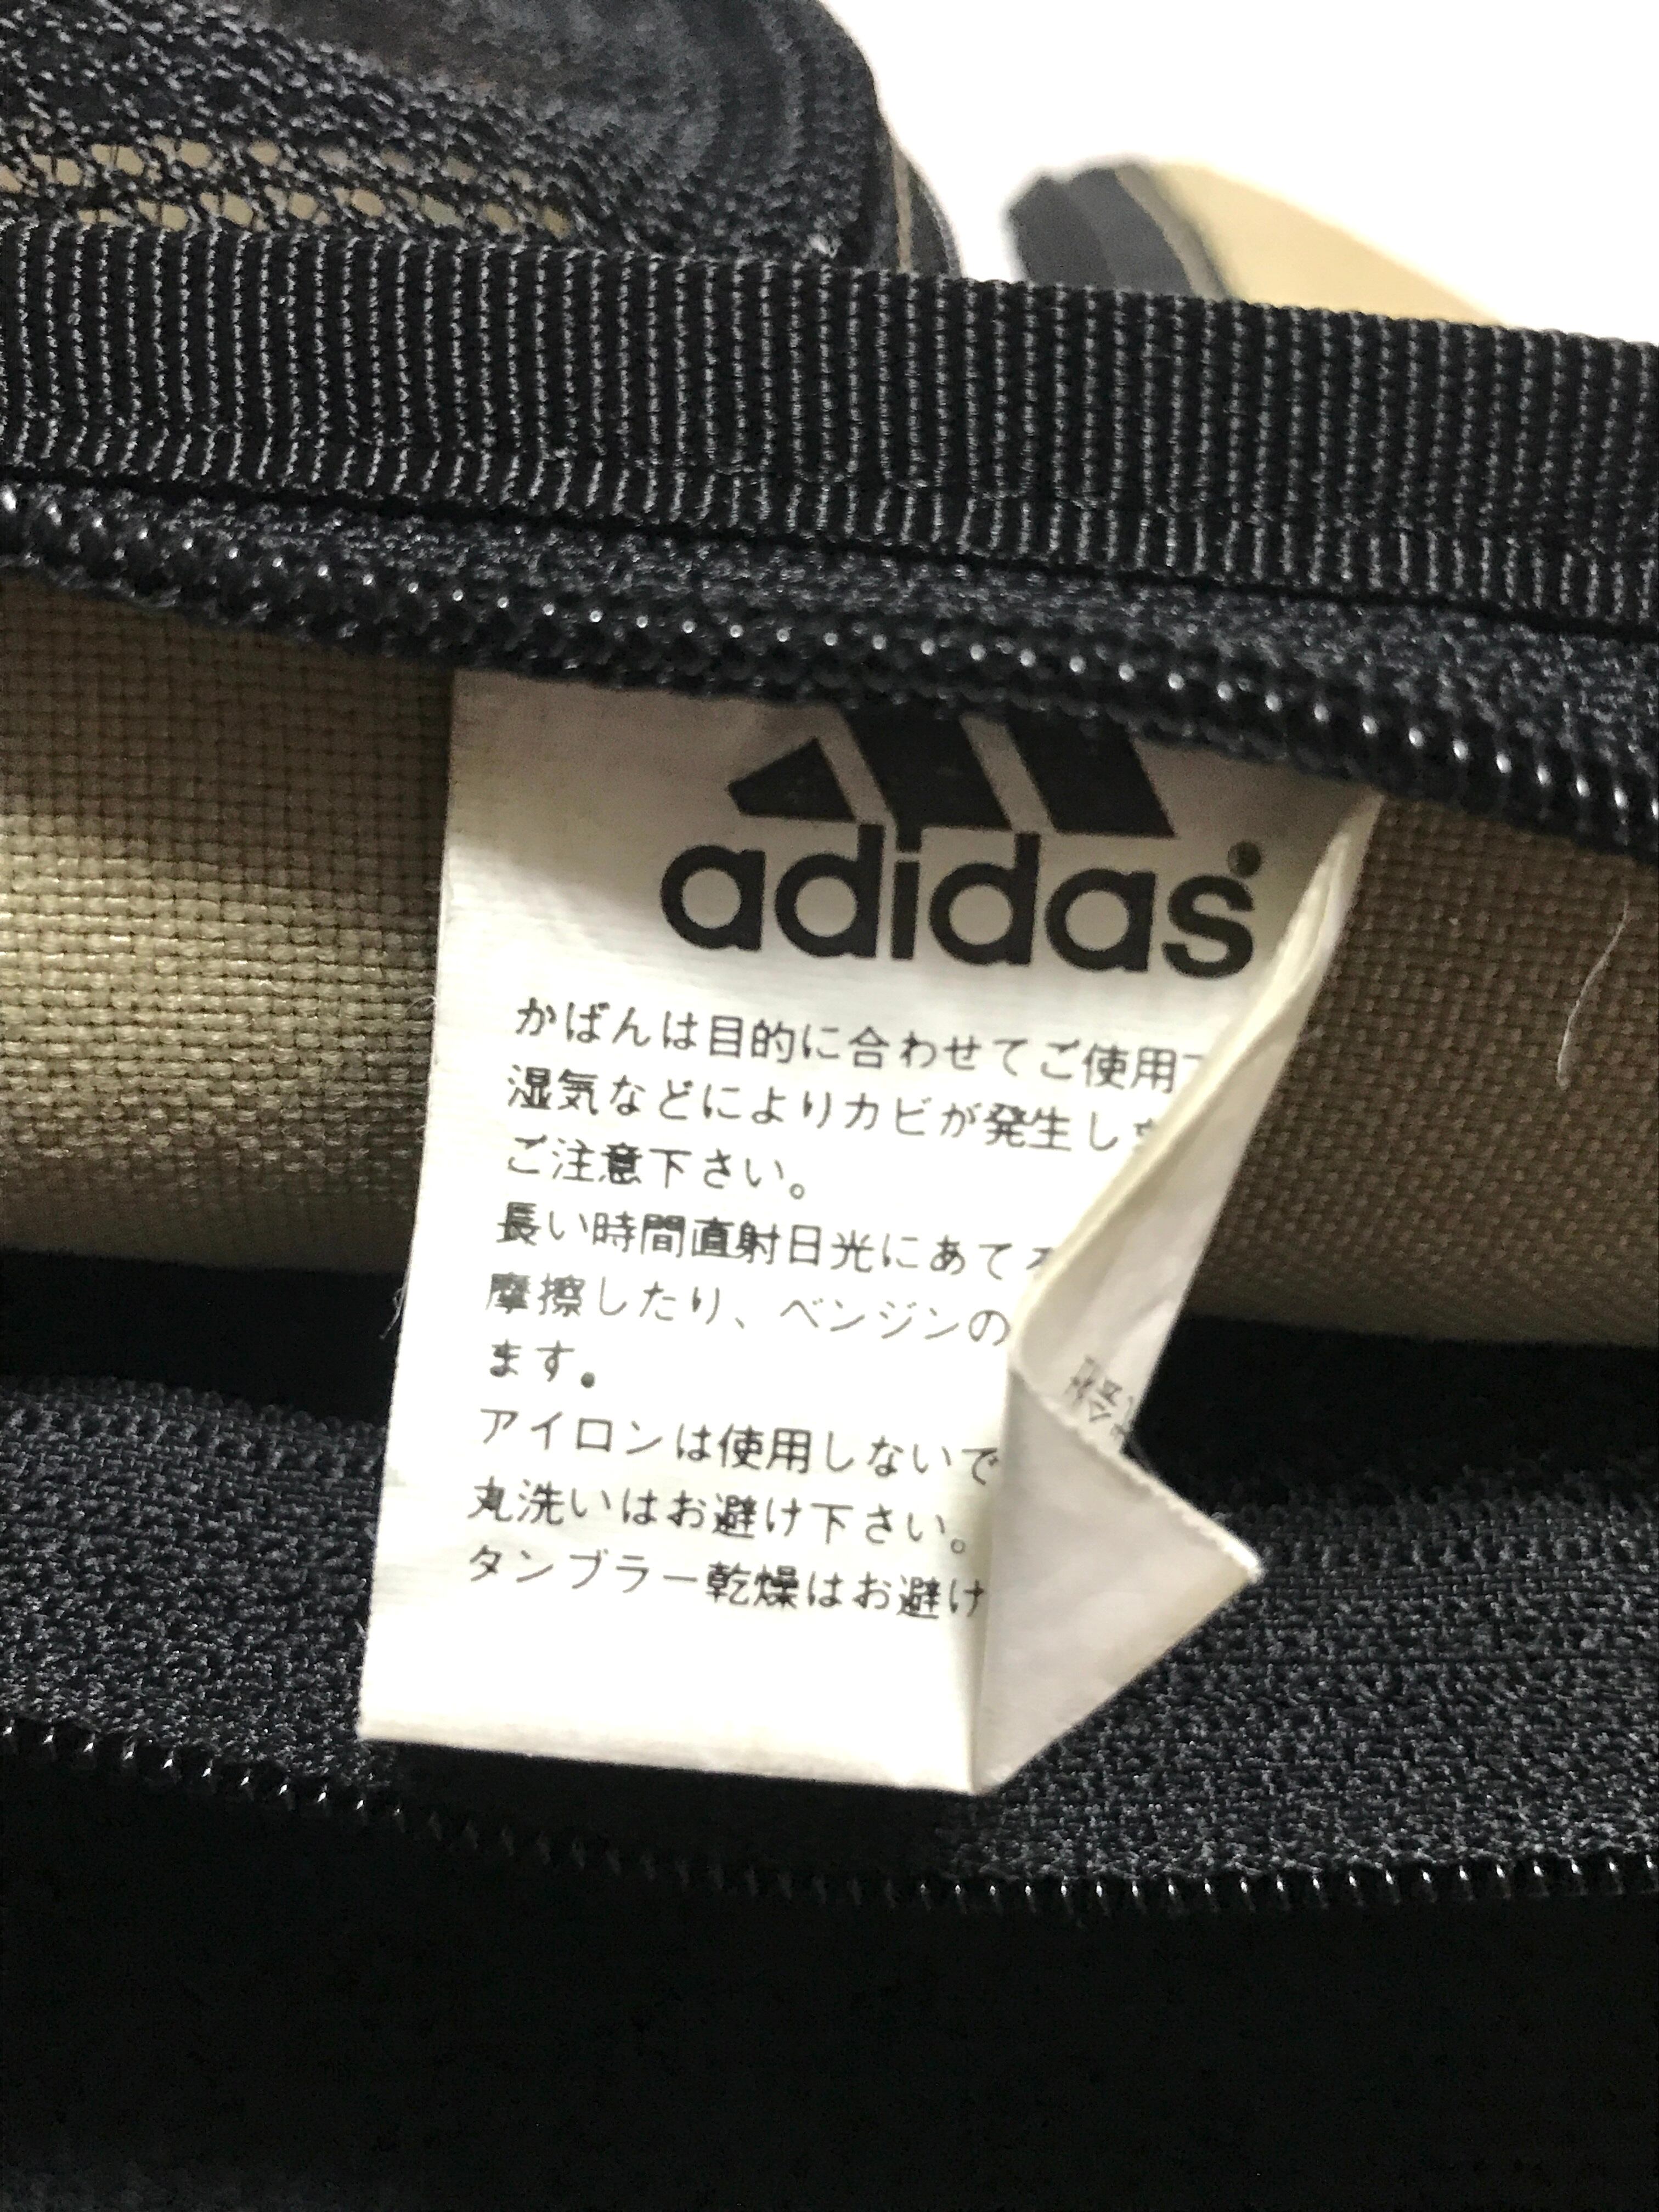 adidas
かばんは目的に合わせてご使用
湿気などによりカビが発生し
ご注意下さい。
長い時間直射日光にあて
摩擦したり、ベンジンの
ます。
アイロンは使用しないで
丸洗いはお避け下さい。
タンブラー乾燥はお避け